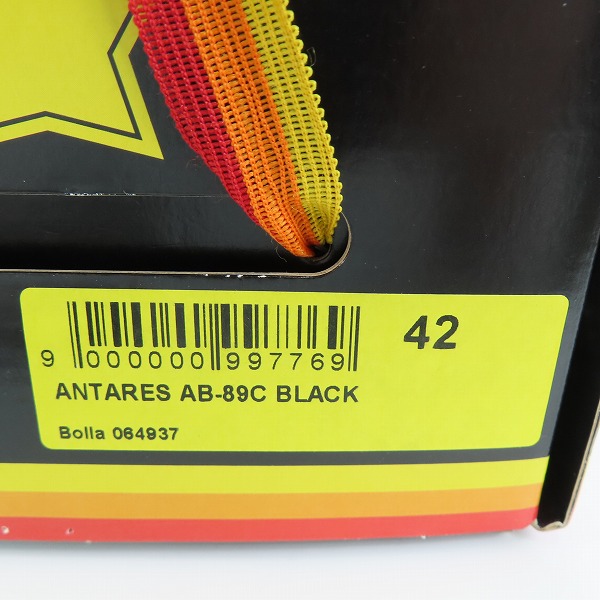 42
9 000000 997769
ANTARES AB-89C BLACK
Bolla 064937